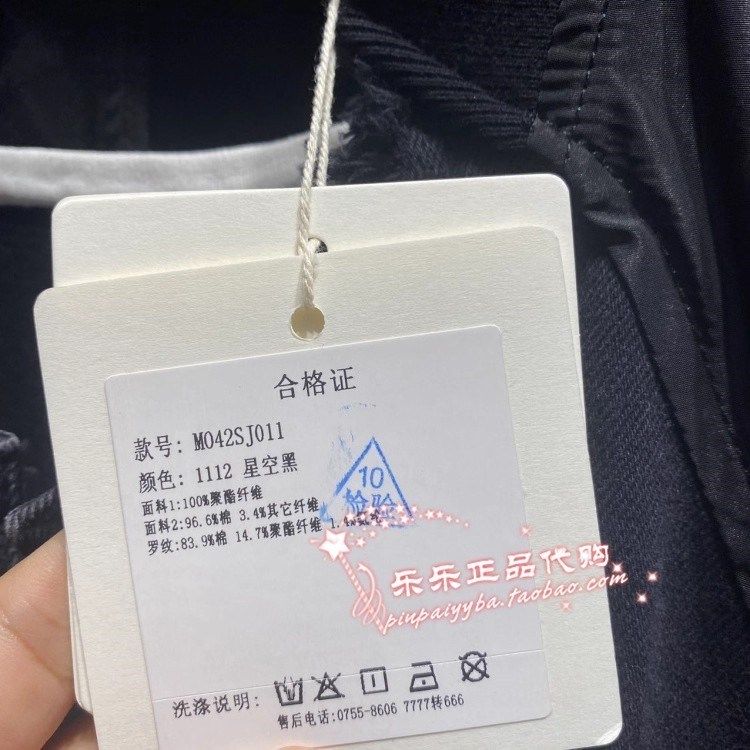 合格证
款号: M042SJ011
颜色: 1112 星空黑
面料1:100%聚酯纤维
面料2:96.6%棉 3.4%其它纤维
罗纹:83.9%棉 14.7%聚酯纤维 1.4%
10
检验
乐乐正品代购
pinpaiyyba.taobao.com
洗涤说明:
售后电话:0755-8606 7777转666